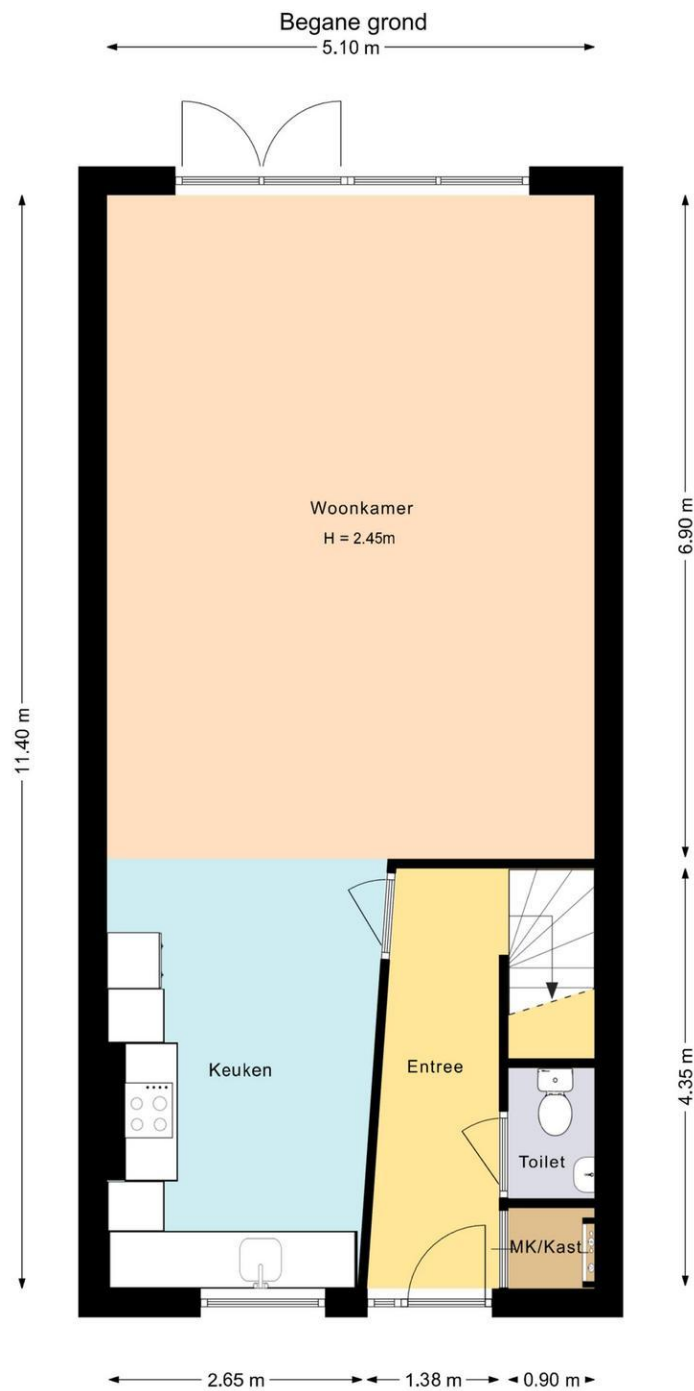 Begane grond
5.10 m
Woonkamer
H = 2.45m
6.90 m
11.40 m
Keuken
Entree
4.35 m
Toilet
MK/Kast
2.65 m
1.38 m
0.90 m